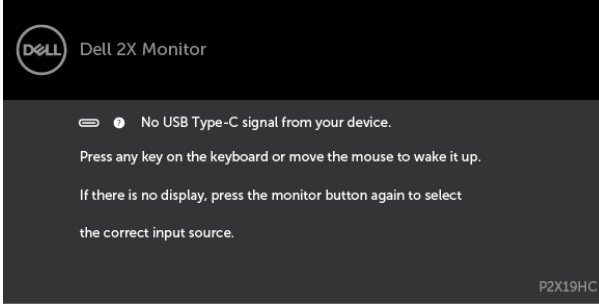 DELL Dell 2X Monitor
? No USB Type-C signal from your device.
Press any key on the keyboard or move the mouse to wake it up.
If there is no display, press the monitor button again to select
the correct input source.
P2X19HC